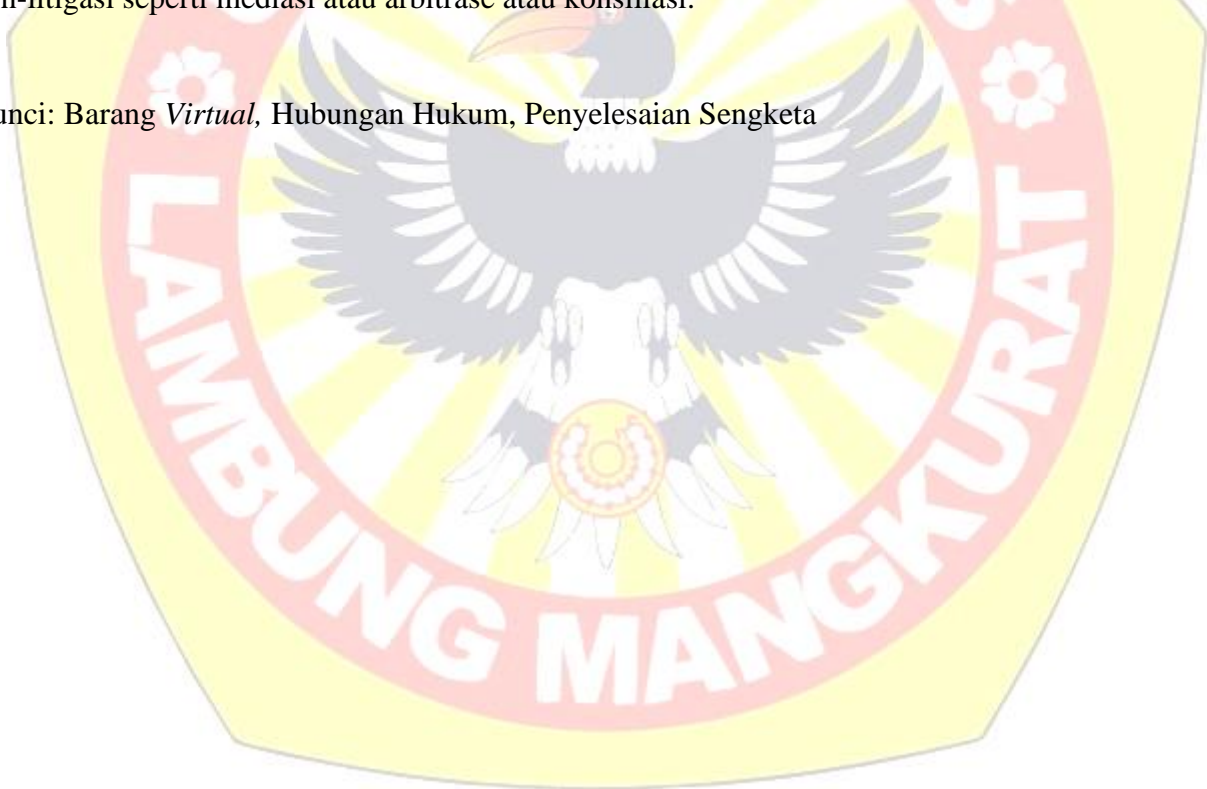 n-litigasi seperti mediasi atau arbitrase atau konsiliasi.
unci: Barang Virtual, Hubungan Hukum, Penyelesaian Sengketa
LAMBUNG MANGKURAT